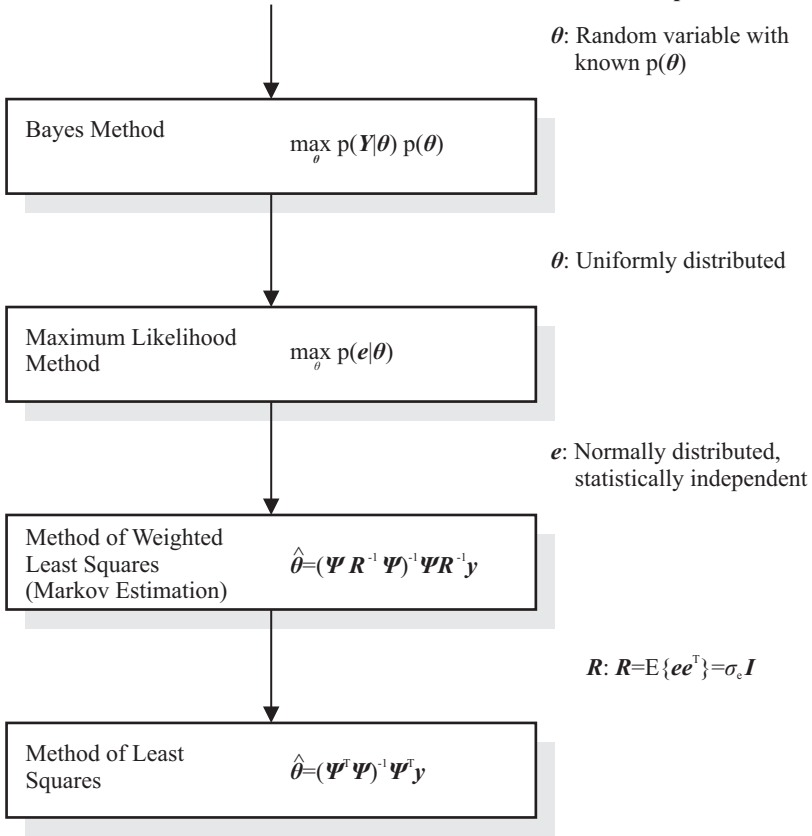 θ: Random variable with
known p(θ)
Bayes Method
max p(Y|θ) p(θ)
θ
θ: Uniformly distributed
Maximum Likelihood
Method
max p(e|θ)
θ
e: Normally distributed,
statistically independent
Method of Weighted
Least Squares
(Markov Estimation)
θ̂=(Ψ R⁻¹ Ψ)⁻¹ΨR⁻¹y
R: R=E{eeᵀ}=σₑI
Method of Least
Squares
θ̂=(ΨᵀΨ)⁻¹Ψᵀy